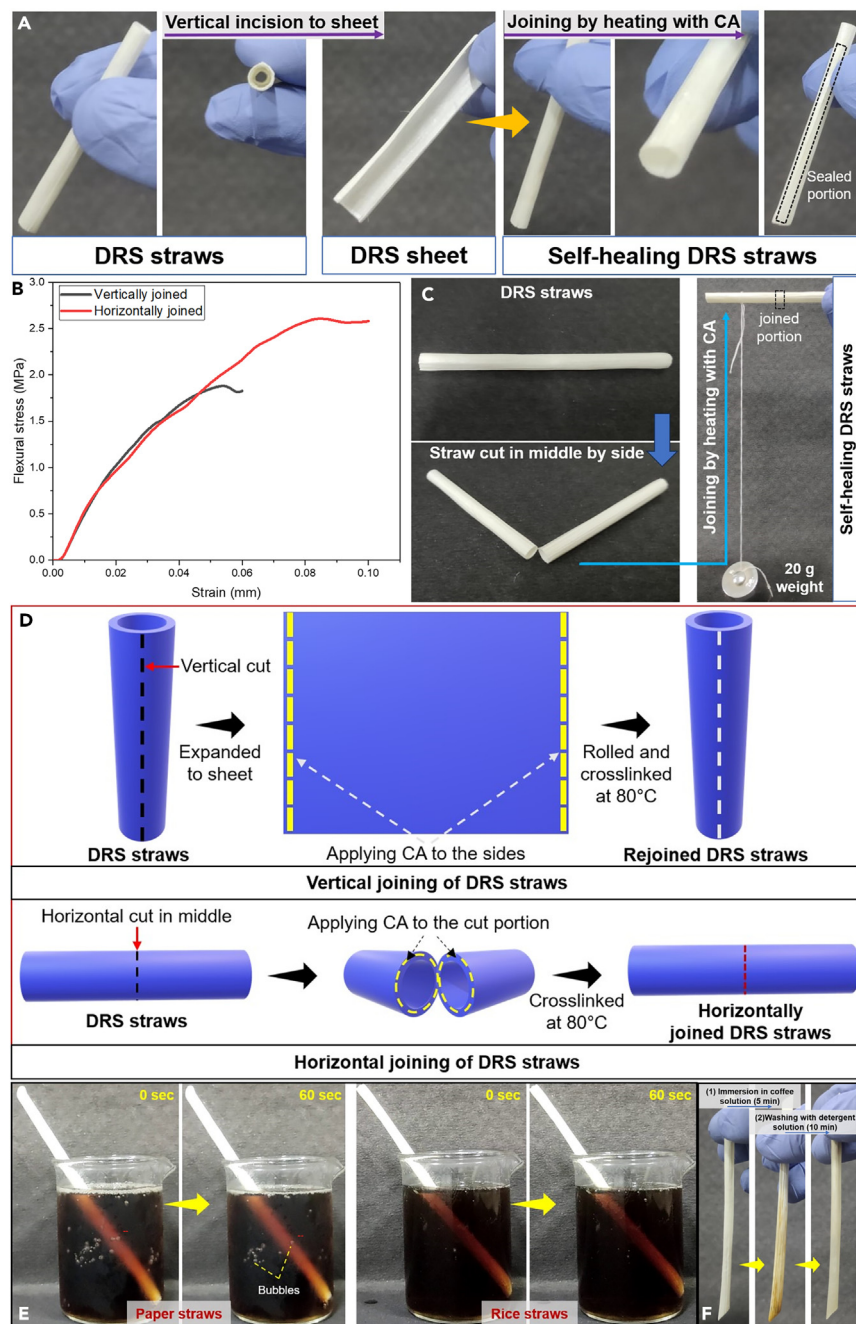 A
Vertical incision to sheet
Joining by heating with CA
Sealed
portion
DRS straws
DRS sheet
Self-healing DRS straws
B
Vertically joined
Horizontally joined
Flexural stress (MPa)
3.0
2.5
2.0
1.5
1.0
0.5
0.0
0.00
0.02
0.04
0.06
0.08
0.10
Strain (mm)
C
DRS straws
Straw cut in middle by side
Joining by heating with CA
joined
portion
20 g
weight
Self-healing DRS straws
D
Vertical cut
Expanded
to sheet
Rolled and
crosslinked
at 80°C
DRS straws
Applying CA to the sides
Rejoined DRS straws
Vertical joining of DRS straws
Horizontal cut in middle
Applying CA to the cut portion
DRS straws
Crosslinked
at 80°C
Horizontally
joined DRS straws
Horizontal joining of DRS straws
0 sec
60 sec
0 sec
60 sec
Bubbles
E
Paper straws
Rice straws
(1) Immersion in coffee
solution (5 min)
(2)Washing with detergent
solution (10 min)
F